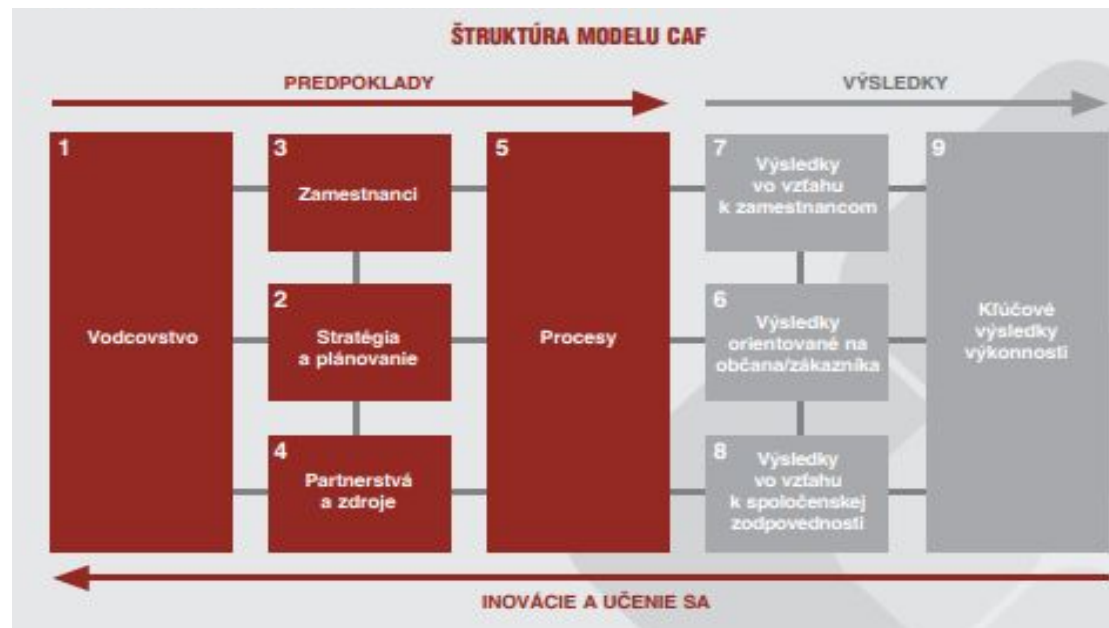 ŠTRUKTÚRA MODELU CAF
PREDPOKLADY
VÝSLEDKY
1
Vodcovstvo
3
Zamestnanci
2
Stratégia
a plánovanie
4
Partnerstvá
a zdroje
5
Procesy
7
Výsledky
vo vzťahu
k zamestnancom
6
Výsledky
orientované na
občana/zákazníka
8
Výsledky
vo vzťahu
k spoločenskej
zodpovednosti
9
Kľúčové
výsledky
výkonnosti
INOVÁCIE A UČENIE SA